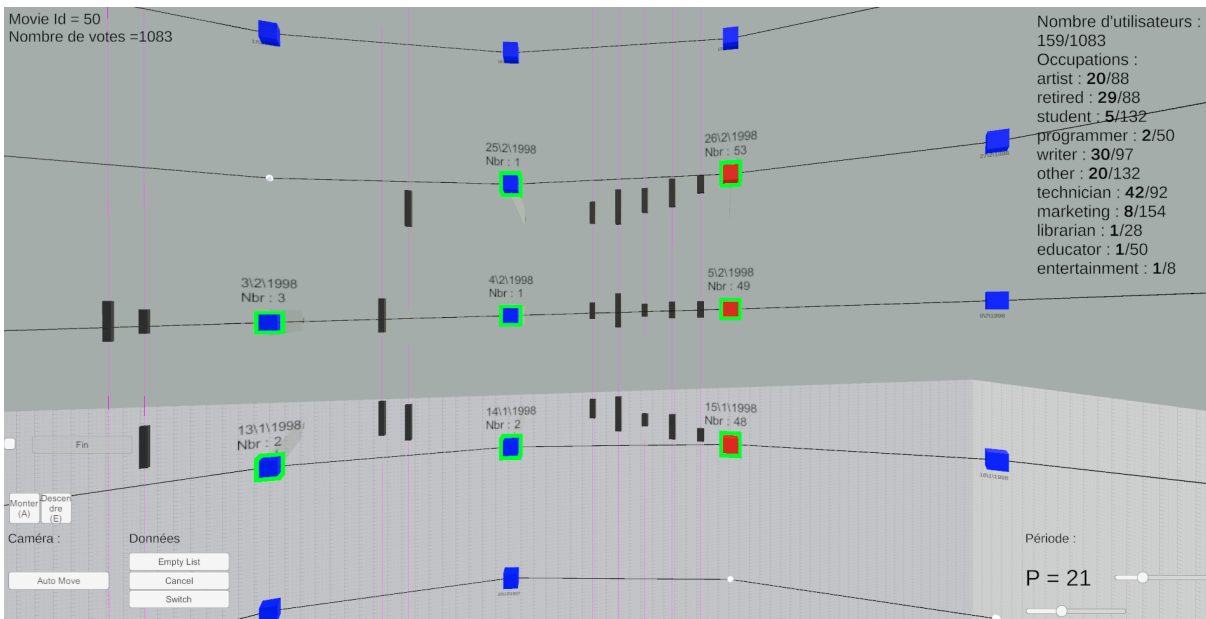 Movie Id = 50
Nombre de votes =1083
Nombre d'utilisateurs :
159/1083
Occupations :
artist : 20/88
retired : 29/88
student : 5/132
programmer : 2/50
writer : 30/97
other : 20/132
technician : 42/92
marketing : 8/154
librarian : 1/28
educator : 1/50
entertainment : 1/8
25\2\1998
Nbr : 1
26\2\1998
Nbr : 53
3\2\1998
Nbr : 3
4\2\1998
Nbr : 1
5\2\1998
Nbr : 49
13\1\1998
Nbr : 2
14\1\1998
Nbr : 2
15\1\1998
Nbr : 48
Fin
Monter
(A)
Descen
dre
(E)
Caméra :
Auto Move
Données
Empty List
Cancel
Switch
Période :
P = 21